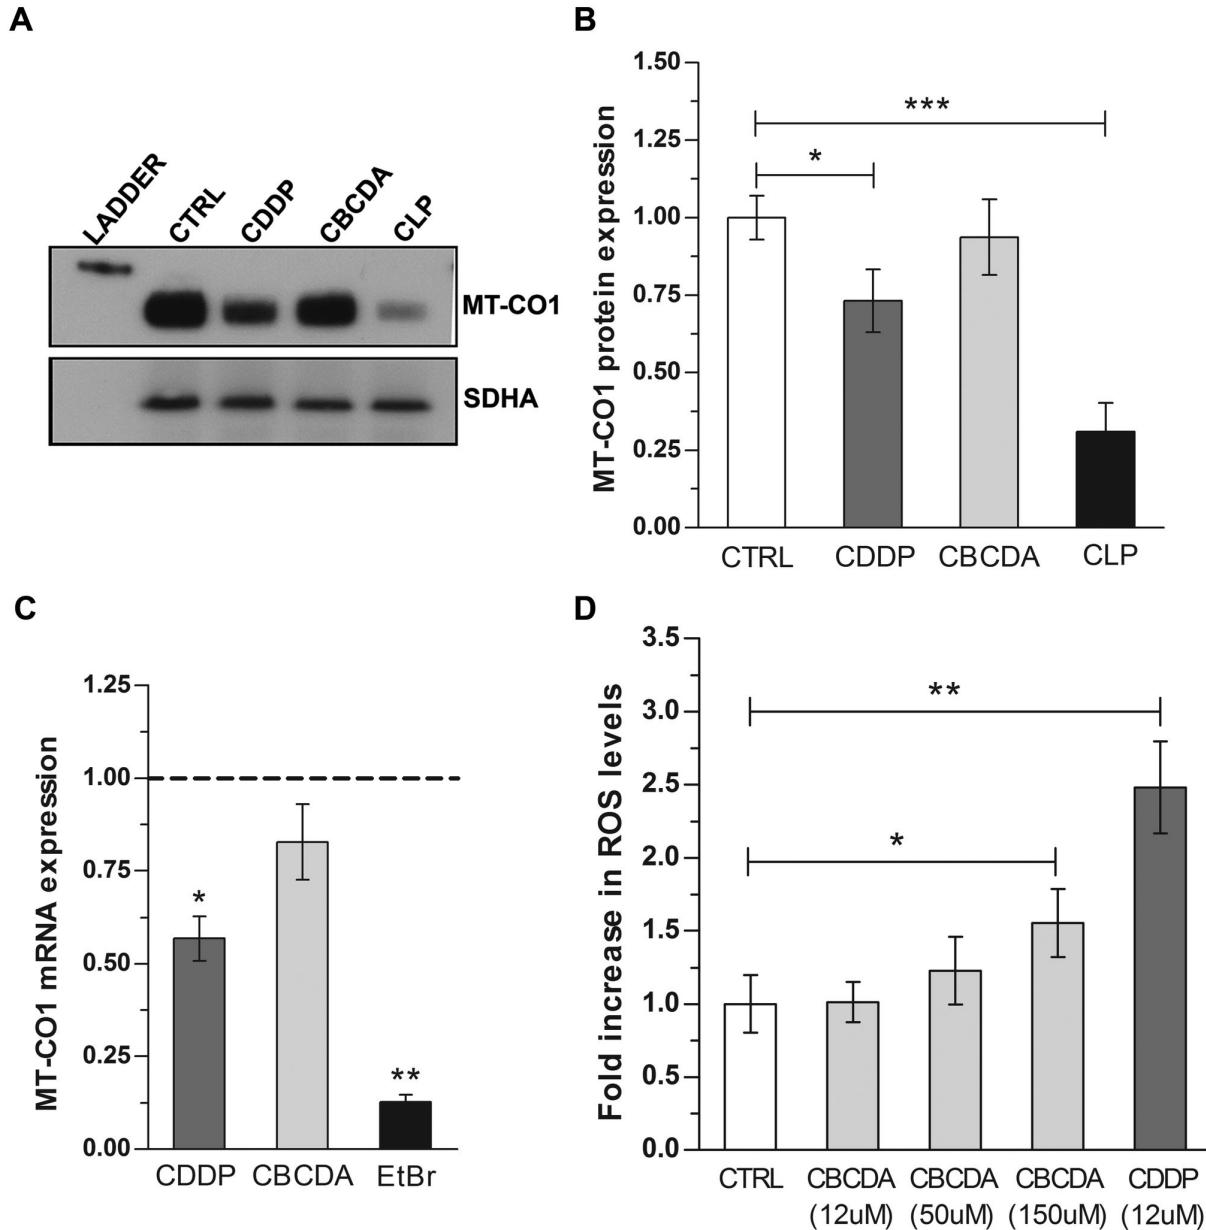 A
LADDER
CTRL
CDDP
CBCDA
CLP
MT-CO1
SDHA
B
MT-CO1 protein expression
1.50
1.25
1.00
0.75
0.50
0.25
0.00
***
*
CTRL
CDDP
CBCDA
CLP
C
MT-CO1 mRNA expression
1.25
1.00
0.75
0.50
0.25
0.00
*
**
CDDP
CBCDA
EtBr
D
Fold increase in ROS levels
3.5
3.0
2.5
2.0
1.5
1.0
0.5
0.0
**
*
CTRL CBCDA CBCDA CBCDA CDDP
(12uM) (50uM) (150uM) (12uM)